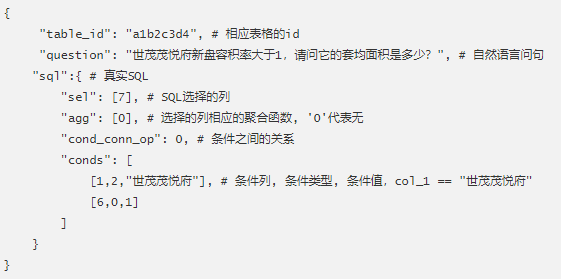 {
"table_id": "a1b2c3d4", # 相应表格的id
"question": "世茂茂悦府新盘容积率大于1，请问它的套均面积是多少？", # 自然语言问句
"sql":{ # 真实SQL
"sel": [7], # SQL选择的列
"agg": [0], # 选择的列相应的聚合函数, '0'代表无
"cond_conn_op": 0, # 条件之间的关系
"conds": [
[1,2,"世茂茂悦府"], # 条件列, 条件类型, 条件值，col_1 == "世茂茂悦府"
[6,0,1]
]
}
}